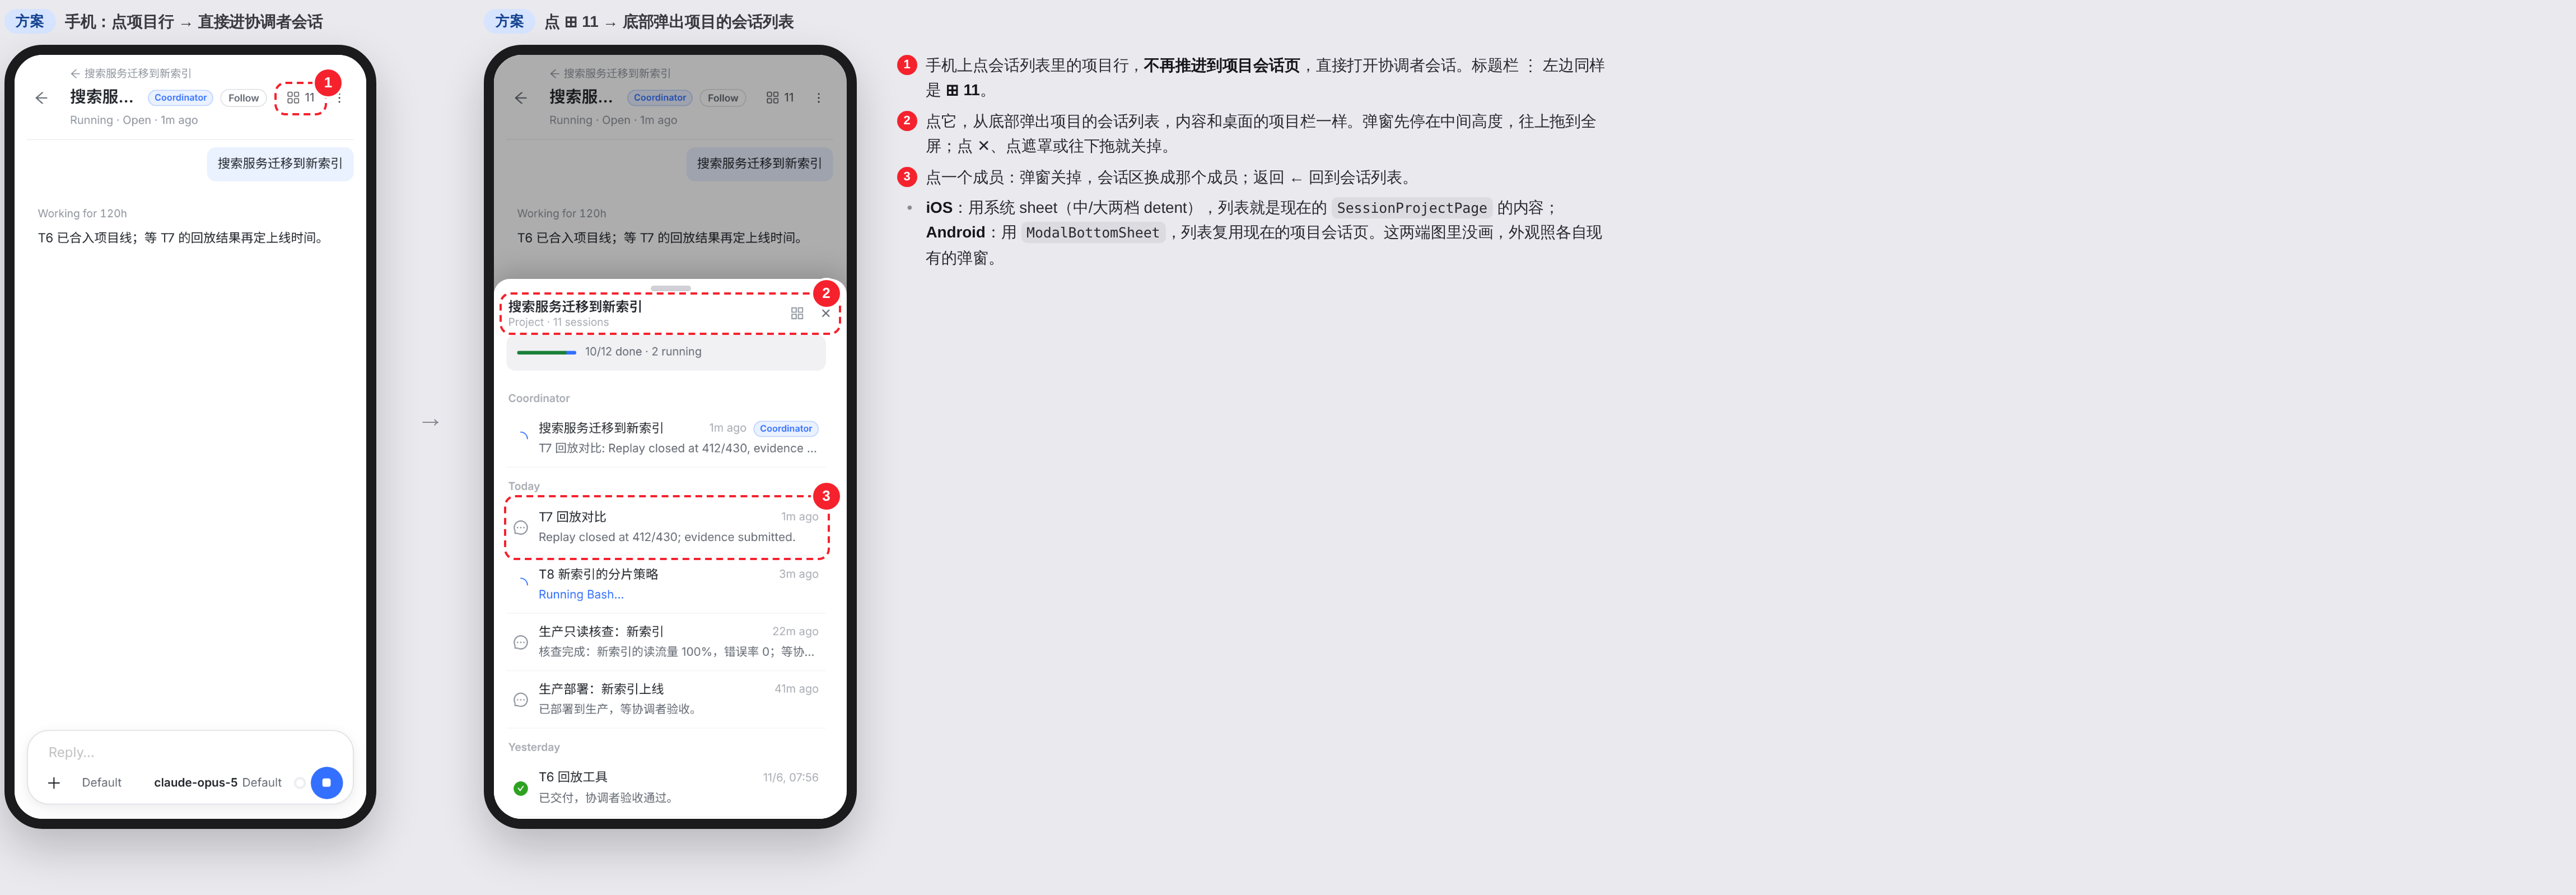 方案 手机：点项目行 → 直接进协调者会话
← 搜索服务迁移到新索引
← 搜索服... Coordinator Follow 11 ⋮
1
Running · Open · 1m ago
搜索服务迁移到新索引
Working for 120h
T6 已合入项目线；等 T7 的回放结果再定上线时间。
Reply...
+ Default claude-opus-5 Default
→
方案 点 ⊞ 11 → 底部弹出项目的会话列表
← 搜索服务迁移到新索引
← 搜索服... Coordinator Follow 11 ⋮
Running · Open · 1m ago
搜索服务迁移到新索引
Working for 120h
T6 已合入项目线；等 T7 的回放结果再定上线时间。
2
搜索服务迁移到新索引
Project · 11 sessions
10/12 done · 2 running
Coordinator
搜索服务迁移到新索引 1m ago Coordinator
T7 回放对比: Replay closed at 412/430, evidence ...
Today
3
T7 回放对比 1m ago
Replay closed at 412/430; evidence submitted.
T8 新索引的分片策略 3m ago
Running Bash...
生产只读核查：新索引 22m ago
核查完成：新索引的读流量 100%，错误率 0；等协...
生产部署：新索引上线 41m ago
已部署到生产，等协调者验收。
Yesterday
T6 回放工具 11/6, 07:56
已交付，协调者验收通过。
1 手机上点会话列表里的项目行，不再推进到项目会话页，直接打开协调者会话。标题栏 ⋮ 左边同样
是 ⊞ 11。
2 点它，从底部弹出项目的会话列表，内容和桌面的项目栏一样。弹窗先停在中间高度，往上拖到全
屏；点 ✕、点遮罩或往下拖就关掉。
3 点一个成员：弹窗关掉，会话区换成那个成员；返回 ← 回到会话列表。
• iOS：用系统 sheet（中/大两档 detent），列表就是现在的 SessionProjectPage 的内容；
Android：用 ModalBottomSheet，列表复用现在的项目会话页。这两端图里没画，外观照各自现
有的弹窗。